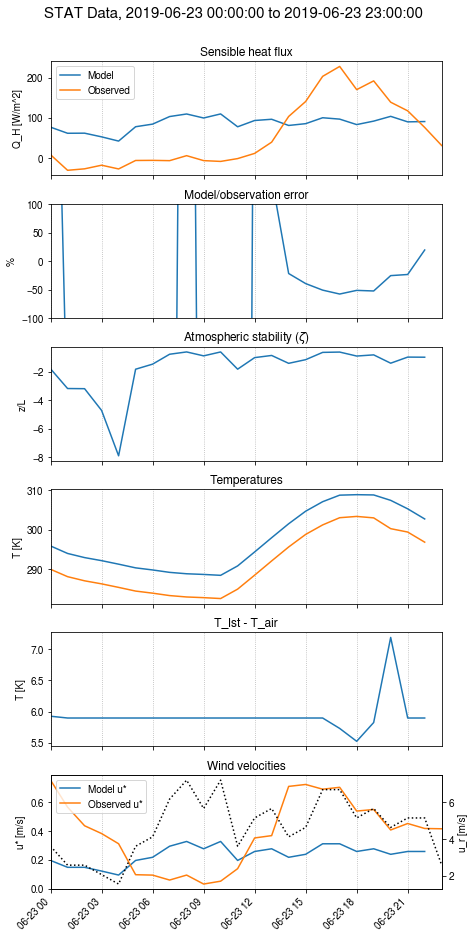 STAT Data, 2019-06-23 00:00:00 to 2019-06-23 23:00:00
Sensible heat flux
Q_H [W/m^2]
200
100
0
Model
Observed
Model/observation error
%
100
50
0
−50
−100
Atmospheric stability (ζ)
z/L
−2
−4
−6
−8
Temperatures
T [K]
310
300
290
T_lst - T_air
T [K]
7.0
6.5
6.0
5.5
Wind velocities
u* [m/s]
0.6
0.4
0.2
0.0
Model u*
Observed u*
6
4
2
u_r [m/s]
06-23 00
06-23 03
06-23 06
06-23 09
06-23 12
06-23 15
06-23 18
06-23 21